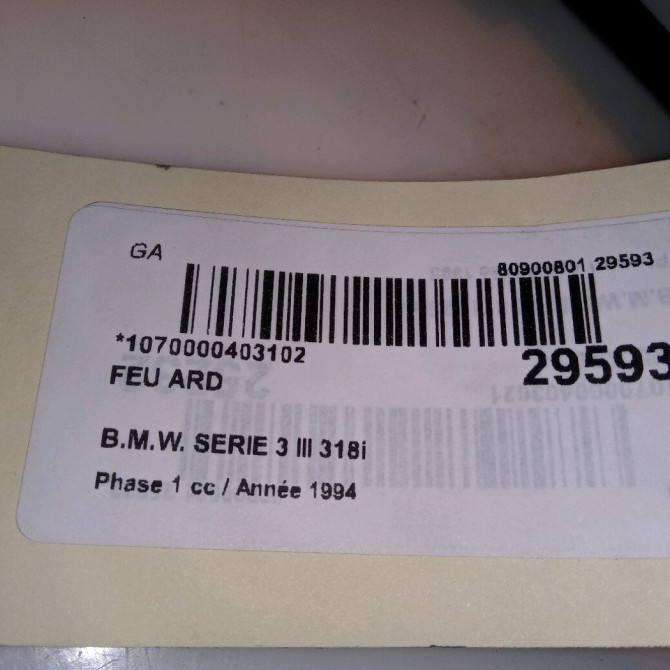 GA
80900801 29593
*1070000403102
29593
FEU ARD
B.M.W. SERIE 3 III 318i
Phase 1 cc / Année 1994